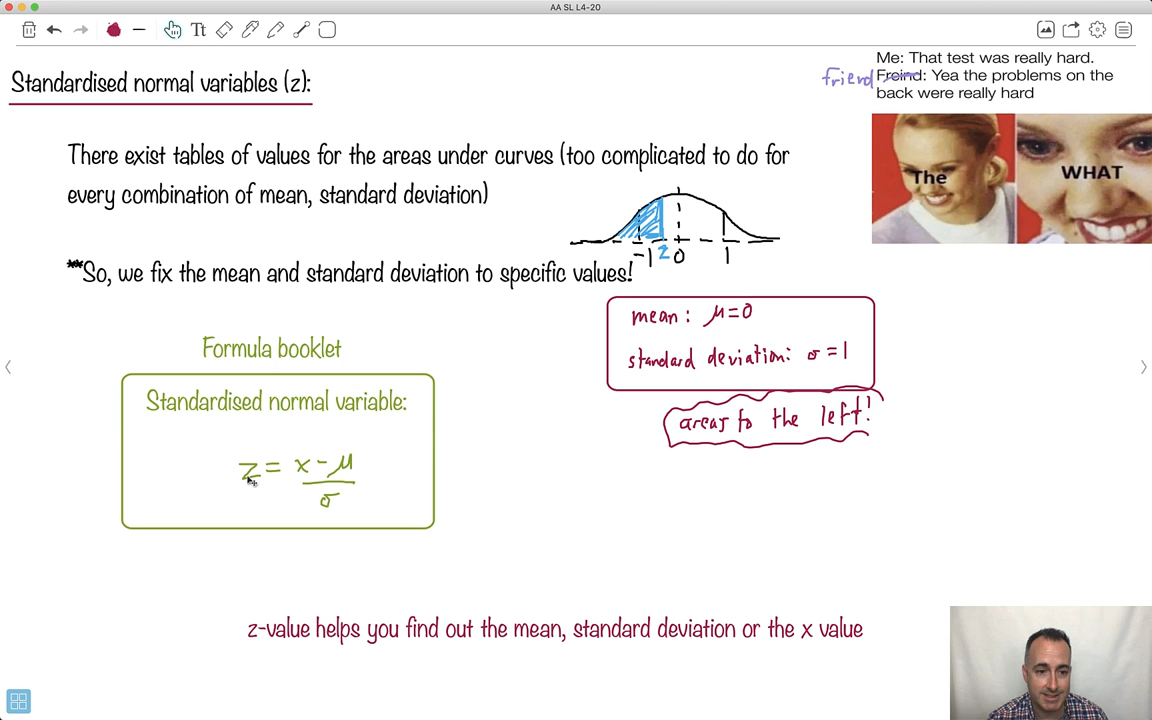 AA SL L4-20
Tt
Standardised normal variables (z):
Me: That test was really hard.
friend Freind: Yea the problems on the
back were really hard
The
WHAT
There exist tables of values for the areas under curves (too complicated to do for
every combination of mean, standard deviation)
-1 z 0 1
**So, we fix the mean and standard deviation to specific values!
mean: μ=0
standard deviation: σ=1
areas to the left!
Formula booklet
Standardised normal variable:
z = x-μ
σ
z-value helps you find out the mean, standard deviation or the x value